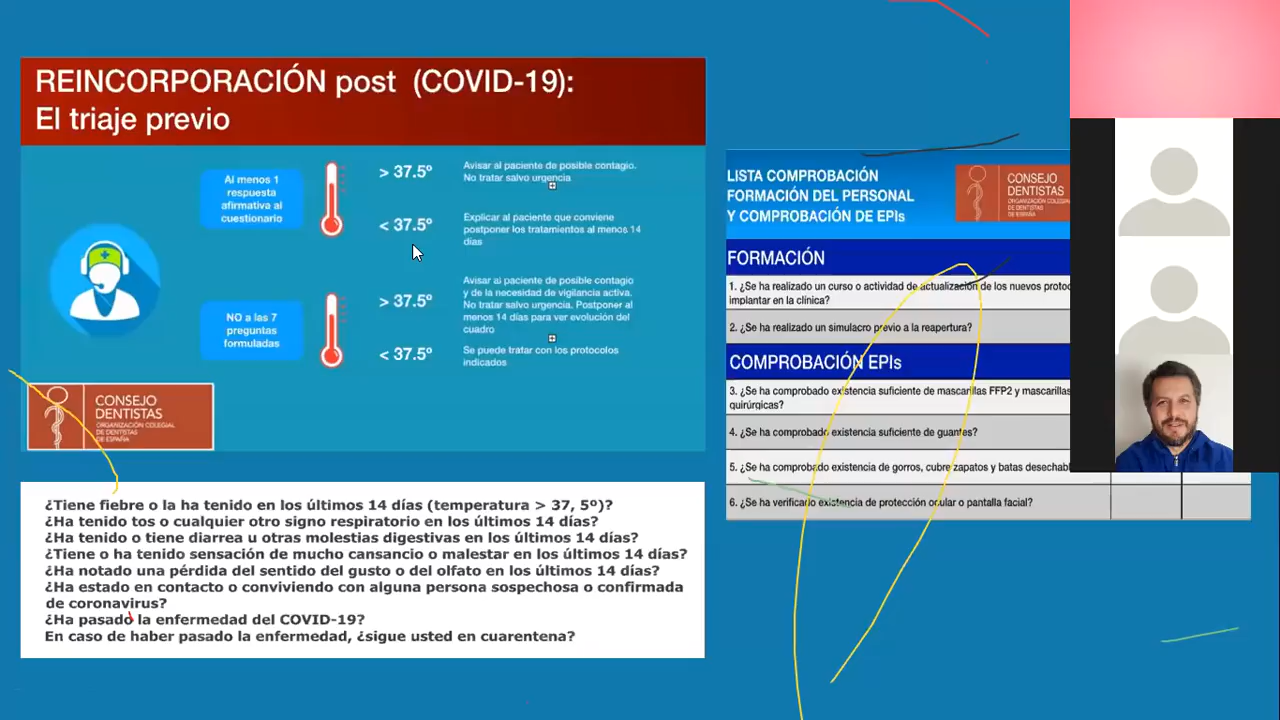 REINCORPORACIÓN post (COVID-19):
El triaje previo
Al menos 1
respuesta
afirmativa al
cuestionario
> 37.5º
Avisar al paciente de posible contagio.
No tratar salvo urgencia
< 37.5º
Explicar al paciente que conviene
postponer los tratamientos al menos 14
días
NO a las 7
preguntas
formuladas
> 37.5º
Avisar al paciente de posible contagio
y de la necesidad de vigilancia activa.
No tratar salvo urgencia. Postponer al
menos 14 días para ver evolución del
cuadro
< 37.5º
Se puede tratar con los protocolos
indicados
CONSEJO
DENTISTAS
ORGANIZACIÓN COLEGIAL
DE DENTISTAS
DE ESPAÑA
¿Tiene fiebre o la ha tenido en los últimos 14 días (temperatura > 37, 5º)?
¿Ha tenido tos o cualquier otro signo respiratorio en los últimos 14 días?
¿Ha tenido o tiene diarrea u otras molestias digestivas en los últimos 14 días?
¿Tiene o ha tenido sensación de mucho cansancio o malestar en los últimos 14 días?
¿Ha notado una pérdida del sentido del gusto o del olfato en los últimos 14 días?
¿Ha estado en contacto o conviviendo con alguna persona sospechosa o confirmada
de coronavirus?
¿Ha pasado la enfermedad del COVID-19?
En caso de haber pasado la enfermedad, ¿sigue usted en cuarentena?
LISTA COMPROBACIÓN
FORMACIÓN DEL PERSONAL
Y COMPROBACIÓN DE EPIs
CONSEJO
DENTISTAS
ORGANIZACIÓN COLEGIAL
DE DENTISTAS
DE ESPAÑA
FORMACIÓN
1. ¿Se ha realizado un curso o actividad de actualización de los nuevos proto
implantar en la clínica?
2. ¿Se ha realizado un simulacro previo a la reapertura?
COMPROBACIÓN EPIs
3. ¿Se ha comprobado existencia suficiente de mascarillas FFP2 y mascarillas
quirúrgicas?
4. ¿Se ha comprobado existencia suficiente de guantes?
5. ¿Se ha comprobado existencia de gorros, cubre zapatos y batas desechabl
6. ¿Se ha verificado existencia de protección ocular o pantalla facial?